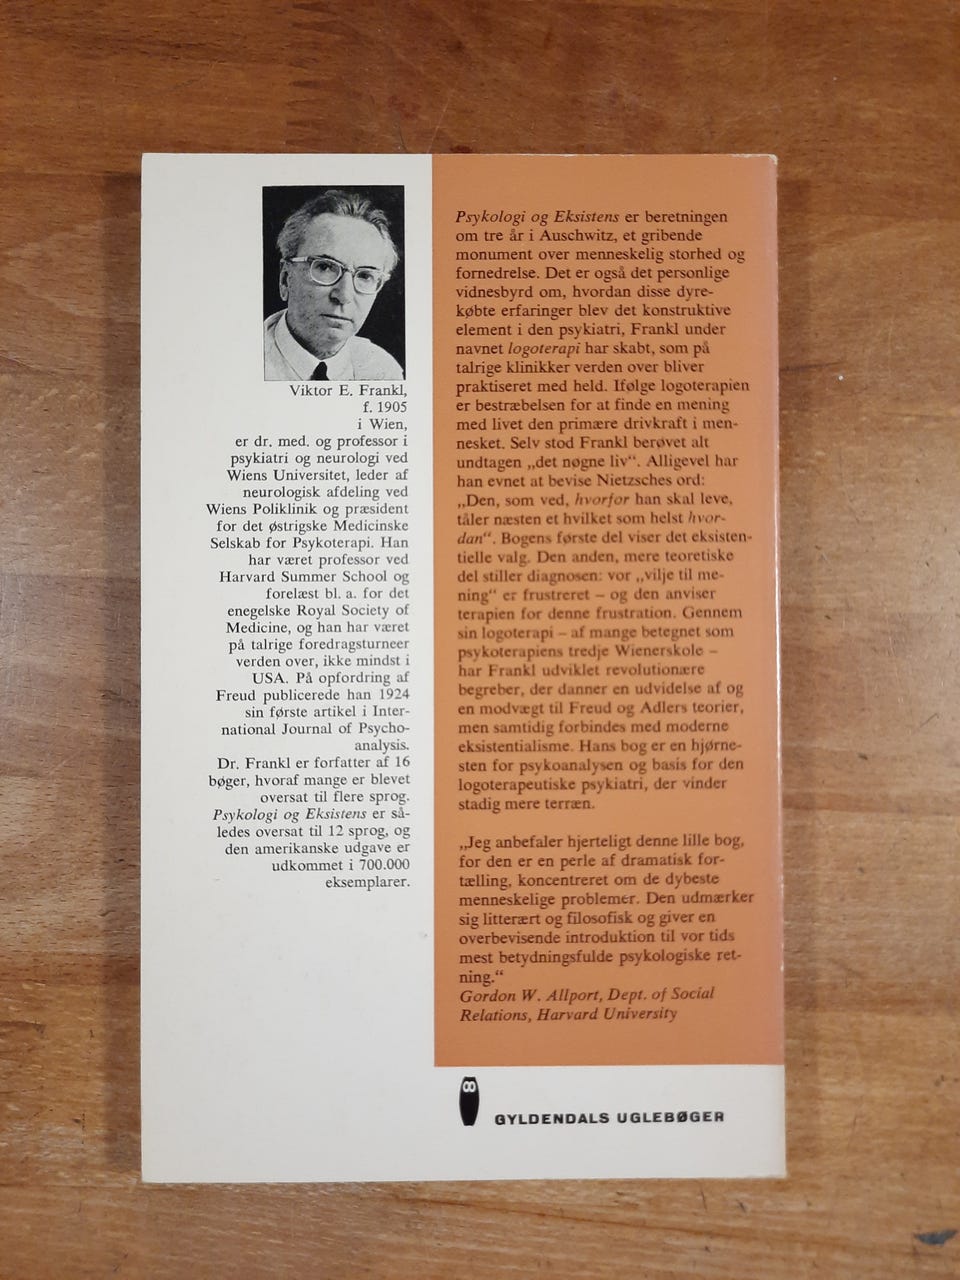 Viktor E. Frankl,
f. 1905
i Wien,
er dr. med. og professor i
psykiatri og neurologi ved
Wiens Universitet, leder af
neurologisk afdeling ved
Wiens Poliklinik og præsident
for det østrigske Medicinske
Selskab for Psykoterapi. Han
har været professor ved
Harvard Summer School og
forelæst bl. a. for det
enegelske Royal Society of
Medicine, og han har været
på talrige foredragsturneer
verden over, ikke mindst i
USA. På opfordring af
Freud publicerede han 1924
sin første artikel i Inter-
national Journal of Psycho-
analysis.
Dr. Frankl er forfatter af 16
bøger, hvoraf mange er blevet
oversat til flere sprog.
Psykologi og Eksistens er så-
ledes oversat til 12 sprog, og
den amerikanske udgave er
udkommet i 700.000
eksemplarer.
Psykologi og Eksistens er beretningen
om tre år i Auschwitz, et gribende
monument over menneskelig storhed og
fornedrelse. Det er også det personlige
vidnesbyrd om, hvordan disse dyre-
købte erfaringer blev det konstruktive
element i den psykiatri, Frankl under
navnet logoterapi har skabt, som på
talrige klinikker verden over bliver
praktiseret med held. Ifølge logoterapien
er bestræbelsen for at finde en mening
med livet den primære drivkraft i men-
nesket. Selv stod Frankl berøvet alt
undtagen „det nøgne liv“. Alligevel har
han evnet at bevise Nietzsches ord:
„Den, som ved, hvorfor han skal leve,
tåler næsten et hvilket som helst hvor-
dan“. Bogens første del viser det eksisten-
tielle valg. Den anden, mere teoretiske
del stiller diagnosen: vor „vilje til me-
ning“ er frustreret – og den anviser
terapien for denne frustration. Gennem
sin logoterapi – af mange betegnet som
psykoterapiens tredje Wienerskole –
har Frankl udviklet revolutionære
begreber, der danner en udvidelse af og
en modvægt til Freud og Adlers teorier,
men samtidig forbindes med moderne
eksistentialisme. Hans bog er en hjørne-
sten for psykoanalysen og basis for den
logoterapeutiske psykiatri, der vinder
stadig mere terræn.
„Jeg anbefaler hjerteligt denne lille bog,
for den er en perle af dramatisk for-
tælling, koncentreret om de dybeste
menneskelige problemer. Den udmærker
sig litterært og filosofisk og giver en
overbevisende introduktion til vor tids
mest betydningsfulde psykologiske ret-
ning.“
Gordon W. Allport, Dept. of Social
Relations, Harvard University
GYLDENDALS UGLEBØGER